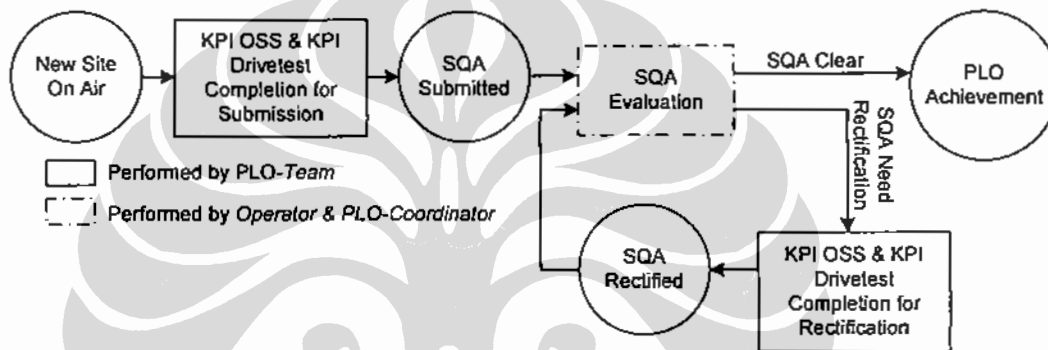 New Site
On Air
KPI OSS & KPI
Drivetest
Completion for
Submission
SQA
Submitted
SQA
Evaluation
SQA Clear
PLO
Achievement
SQA Need
Rectification
Performed by PLO-Team
Performed by Operator & PLO-Coordinator
SQA
Rectified
KPI OSS & KPI
Drivetest
Completion for
Rectification